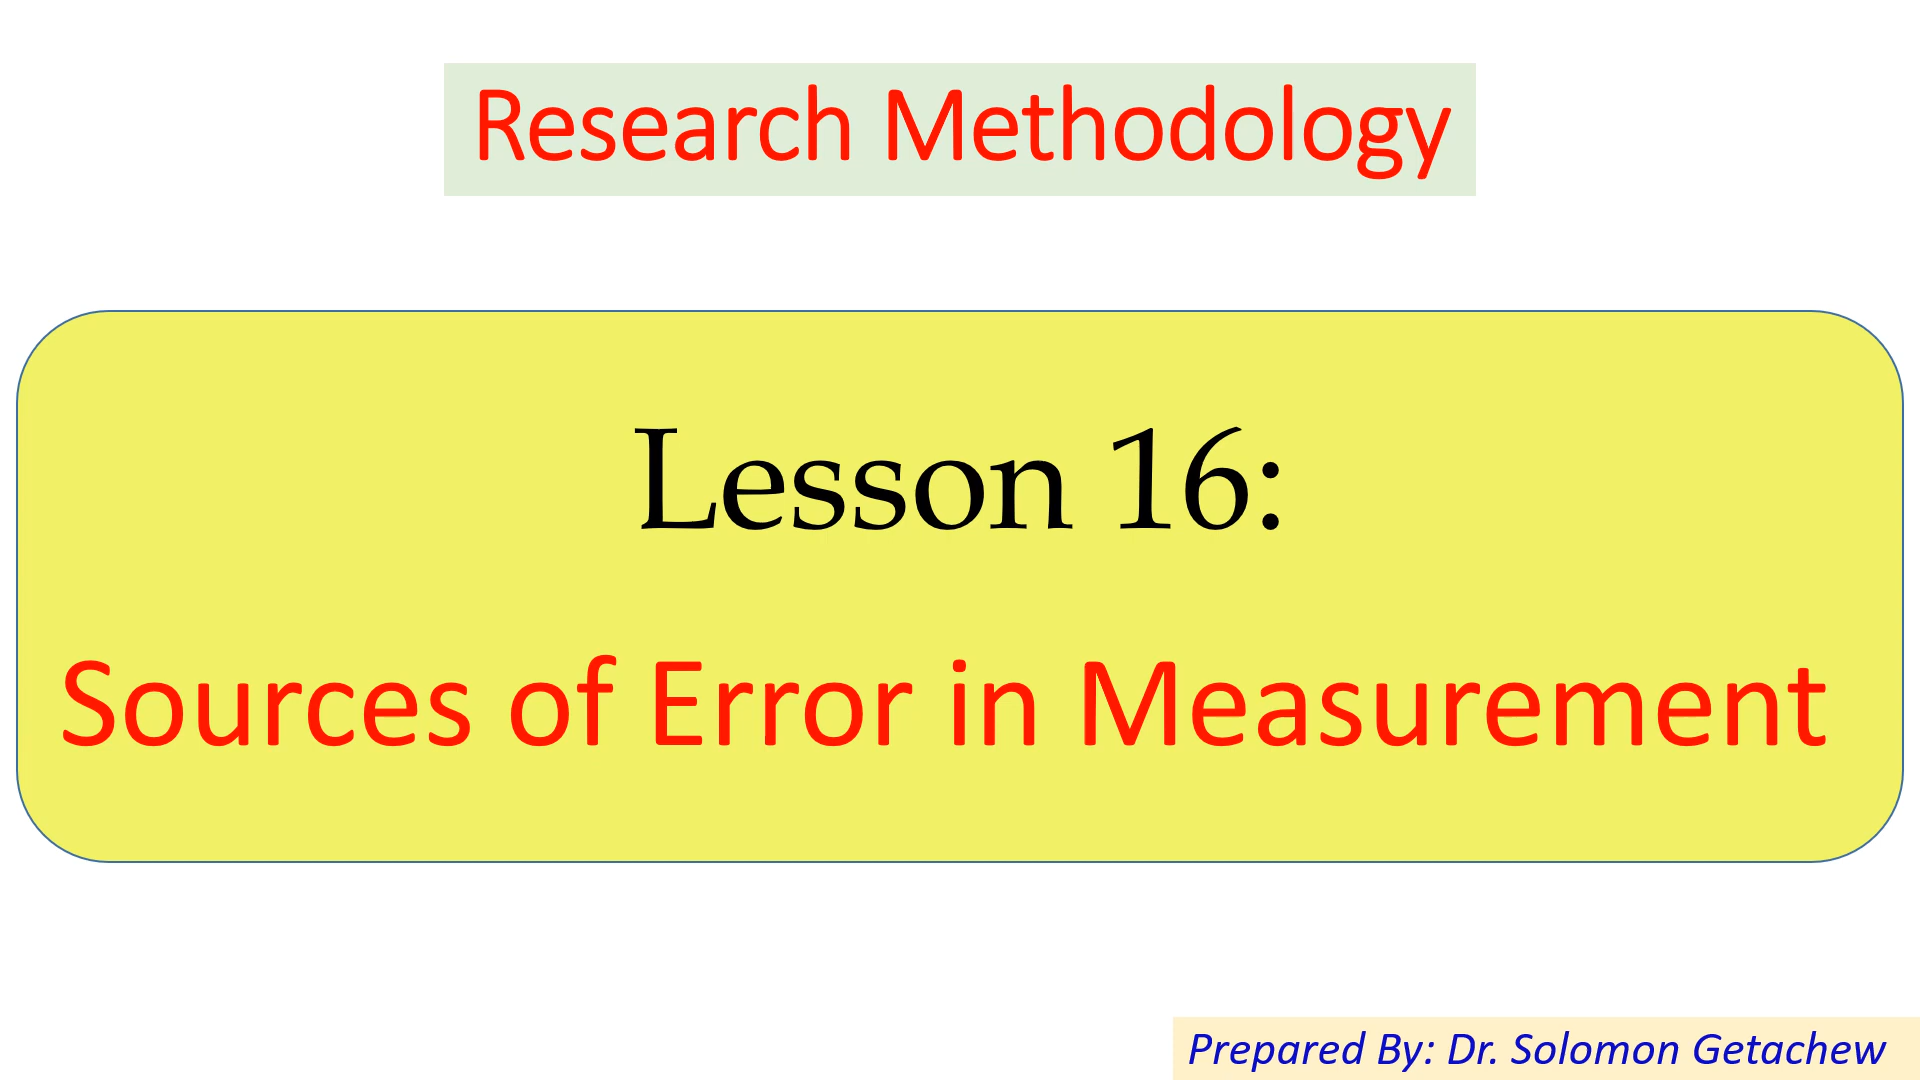 Research Methodology
Lesson 16:
Sources of Error in Measurement
Prepared By: Dr. Solomon Getachew